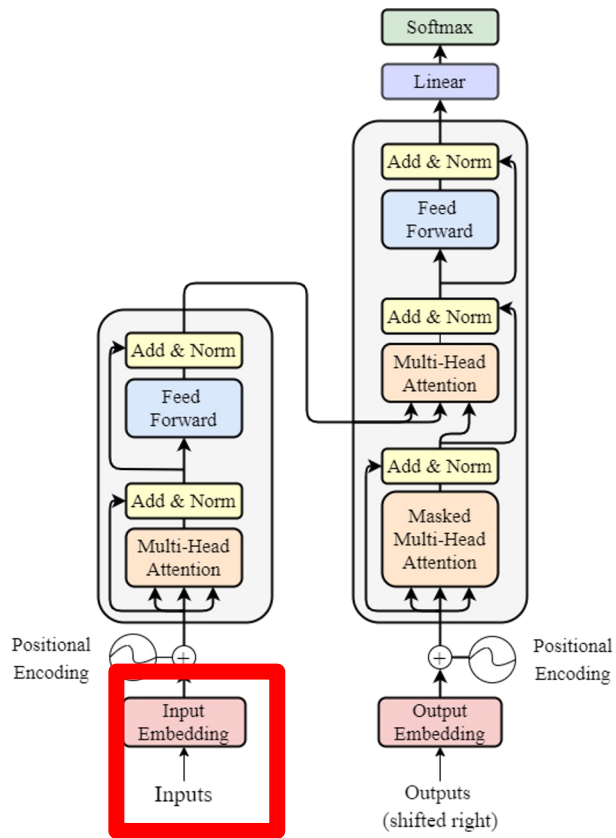 Softmax
Linear
Add & Norm
Feed
Forward
Add & Norm
Multi-Head
Attention
Add & Norm
Masked
Multi-Head
Attention
Add & Norm
Feed
Forward
Add & Norm
Multi-Head
Attention
Positional
Encoding
Positional
Encoding
Input
Embedding
Output
Embedding
Inputs
Outputs
(shifted right)